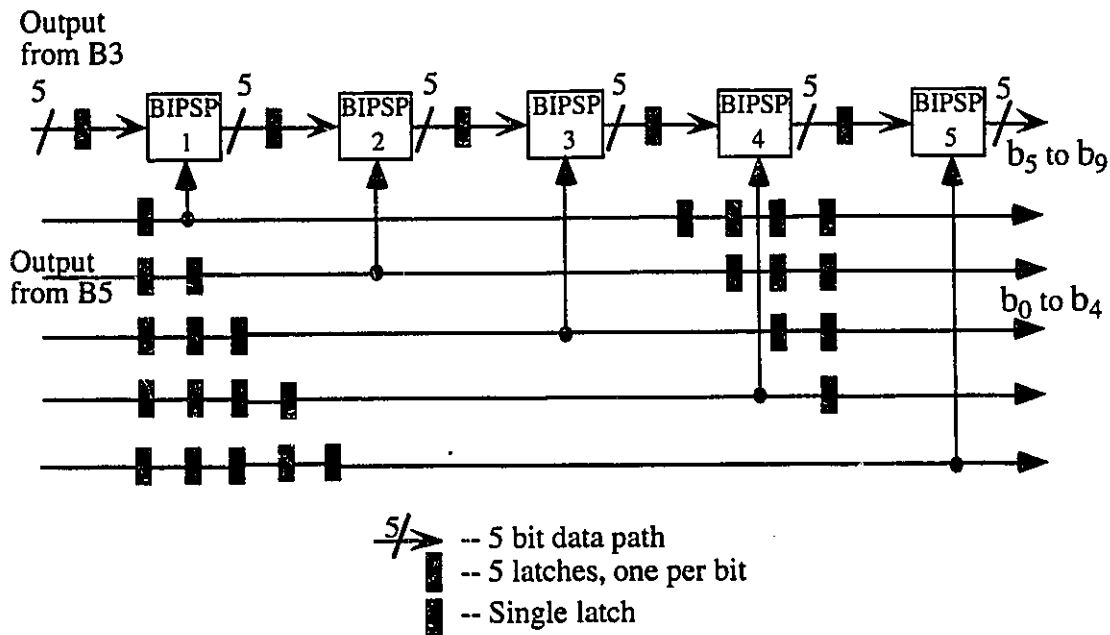 Output
from B3
5 5 5 5 5 5
BIPSP BIPSP BIPSP BIPSP BIPSP
1 2 3 4 5
b5 to b9
Output
from B5
b0 to b4
5 -- 5 bit data path
-- 5 latches, one per bit
-- Single latch